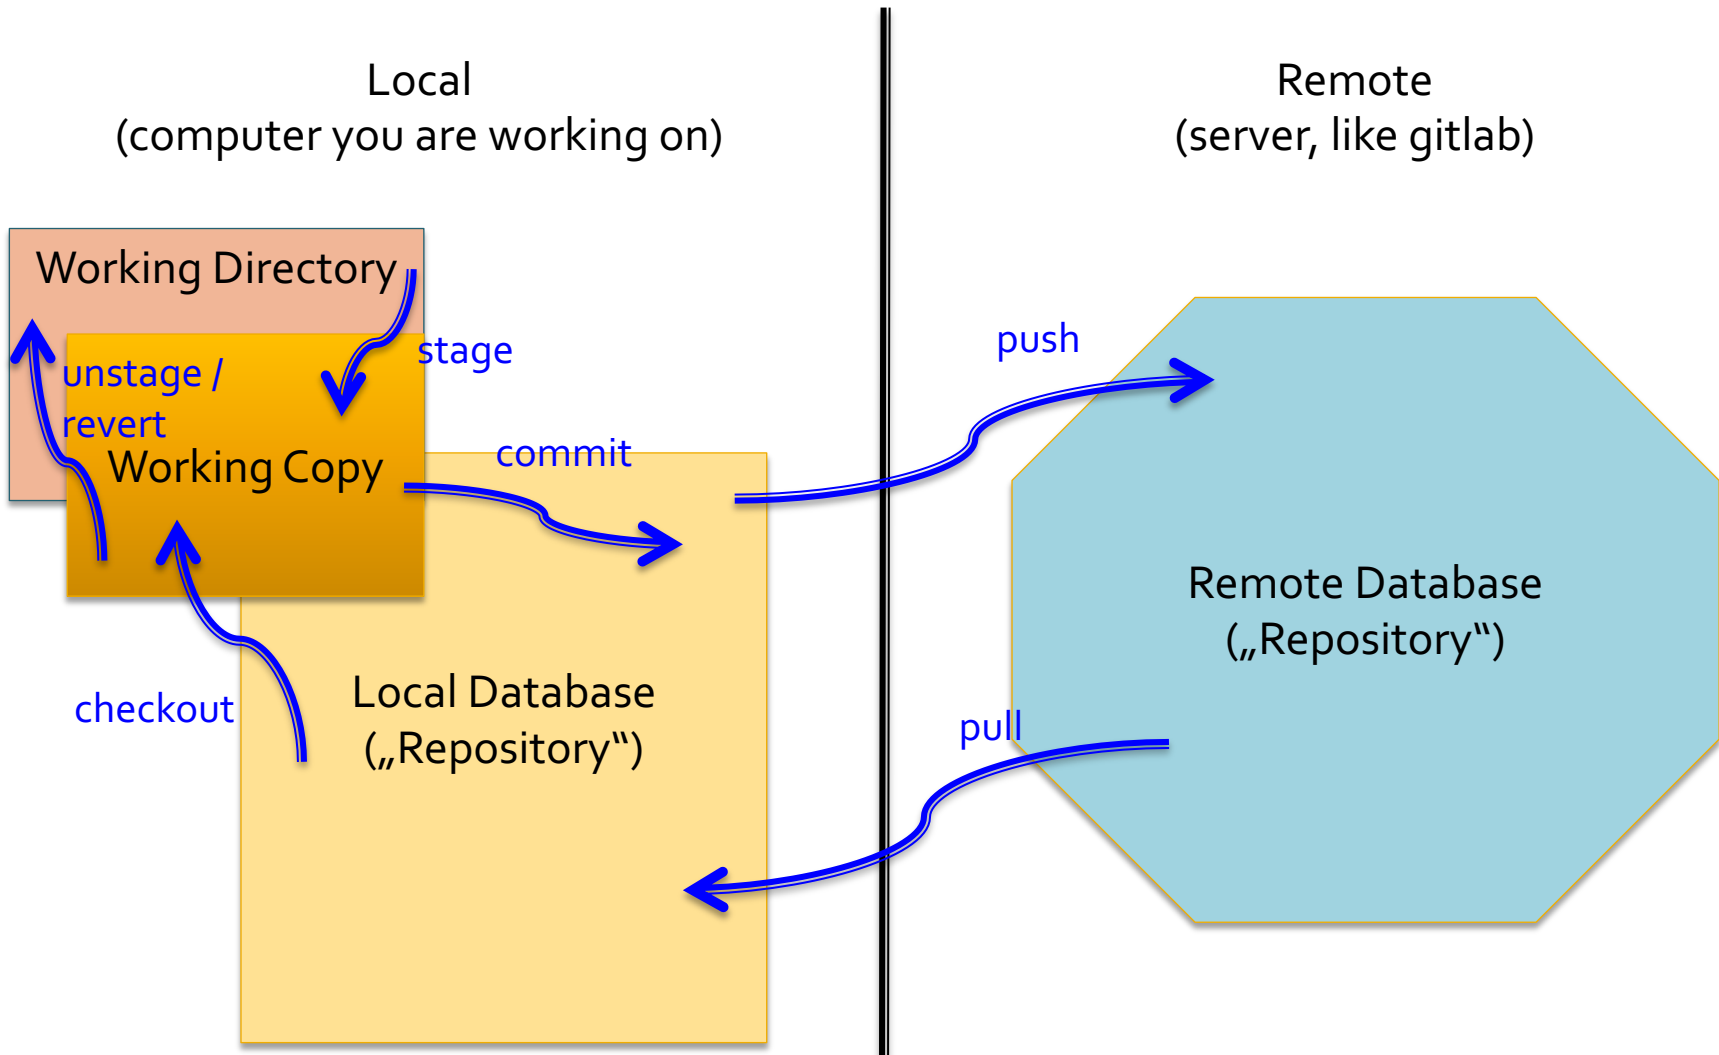 Local
(computer you are working on)
Remote
(server, like gitlab)
Working Directory
stage
unstage /
revert
Working Copy
commit
push
checkout
Local Database
(„Repository“)
pull
Remote Database
(„Repository“)